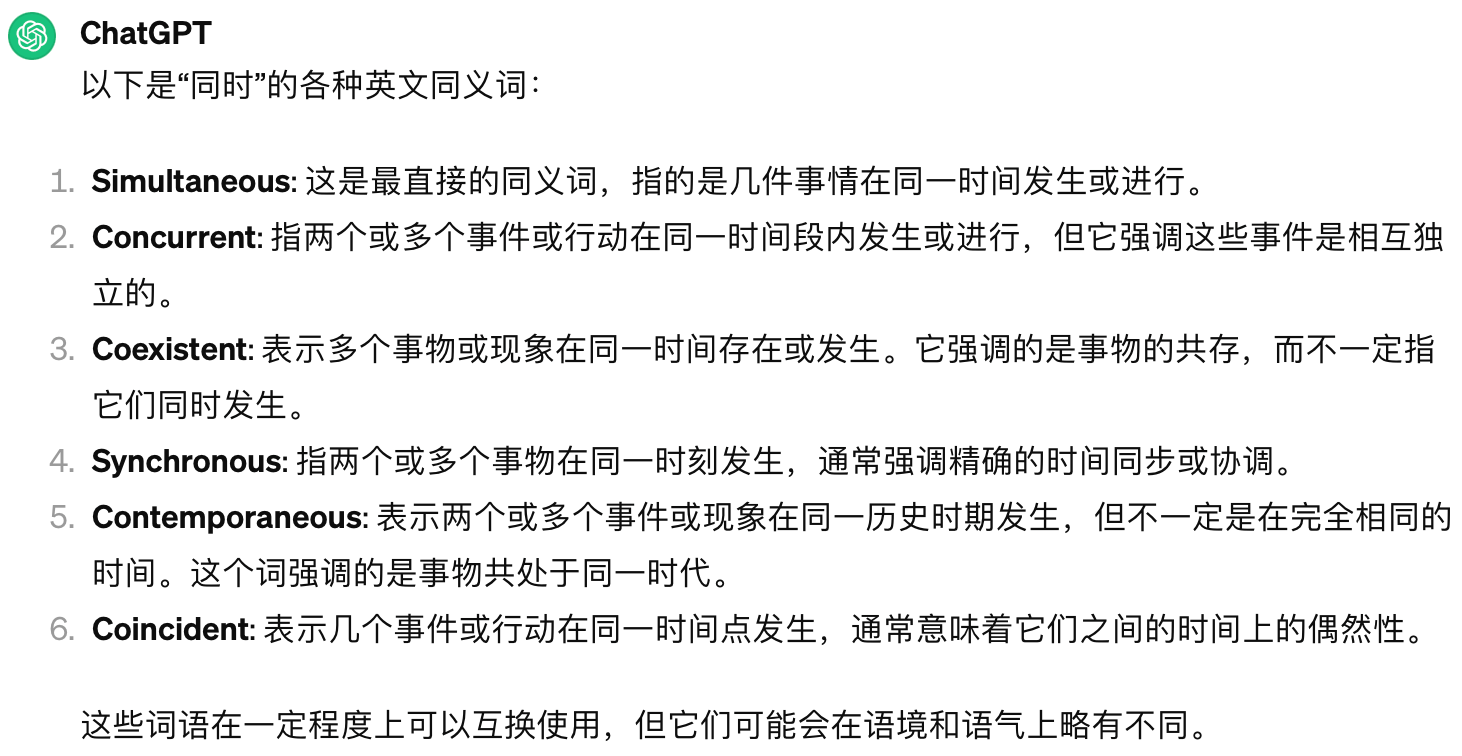 ChatGPT
以下是“同时”的各种英文同义词：
1. Simultaneous: 这是最直接的同义词，指的是几件事情在同一时间发生或进行。
2. Concurrent: 指两个或多个事件或行动在同一时间段内发生或进行，但它强调这些事件是相互独
立的。
3. Coexistent: 表示多个事物或现象在同一时间存在或发生。它强调的是事物的共存，而不一定指
它们同时发生。
4. Synchronous: 指两个或多个事物在同一时刻发生，通常强调精确的时间同步或协调。
5. Contemporaneous: 表示两个或多个事件或现象在同一历史时期发生，但不一定是在完全相同的
时间。这个词强调的是事物共处于同一时代。
6. Coincident: 表示几个事件或行动在同一时间点发生，通常意味着它们之间的时间上的偶然性。
这些词语在一定程度上可以互换使用，但它们可能会在语境和语气上略有不同。